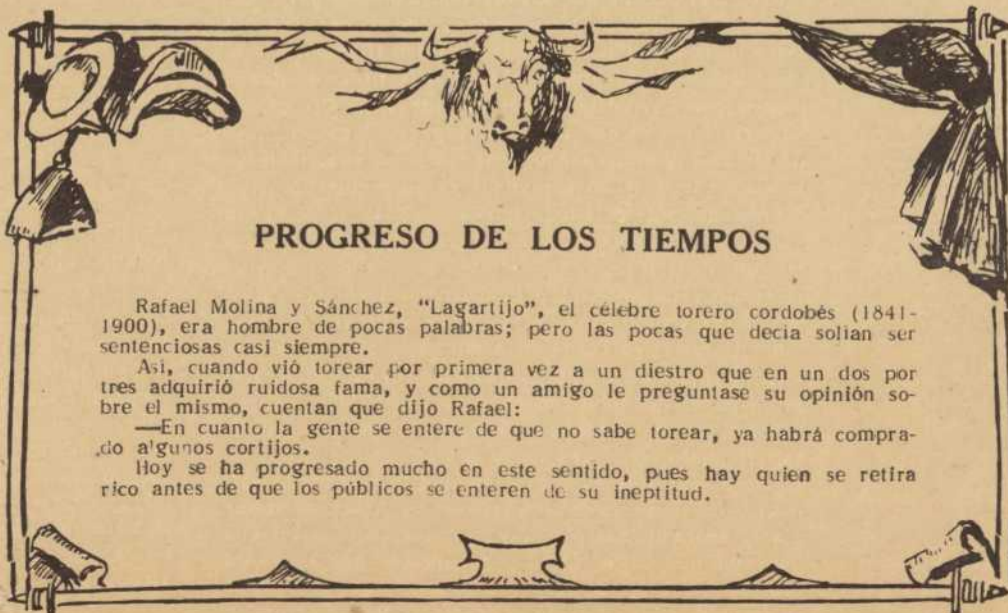 PROGRESO DE LOS TIEMPOS
Rafael Molina y Sánchez, "Lagartijo", el célebre torero cordobés (1841-
1900), era hombre de pocas palabras; pero las pocas que decía solían ser
sentenciosas casi siempre.
Así, cuando vió torear por primera vez a un diestro que en un dos por
tres adquirió ruidosa fama, y como un amigo le preguntase su opinión so-
bre el mismo, cuentan que dijo Rafael:
—En cuanto la gente se entere de que no sabe torear, ya habrá compra-
do algunos cortijos.
Hoy se ha progresado mucho en este sentido, pues hay quien se retira
rico antes de que los públicos se enteren de su ineptitud.